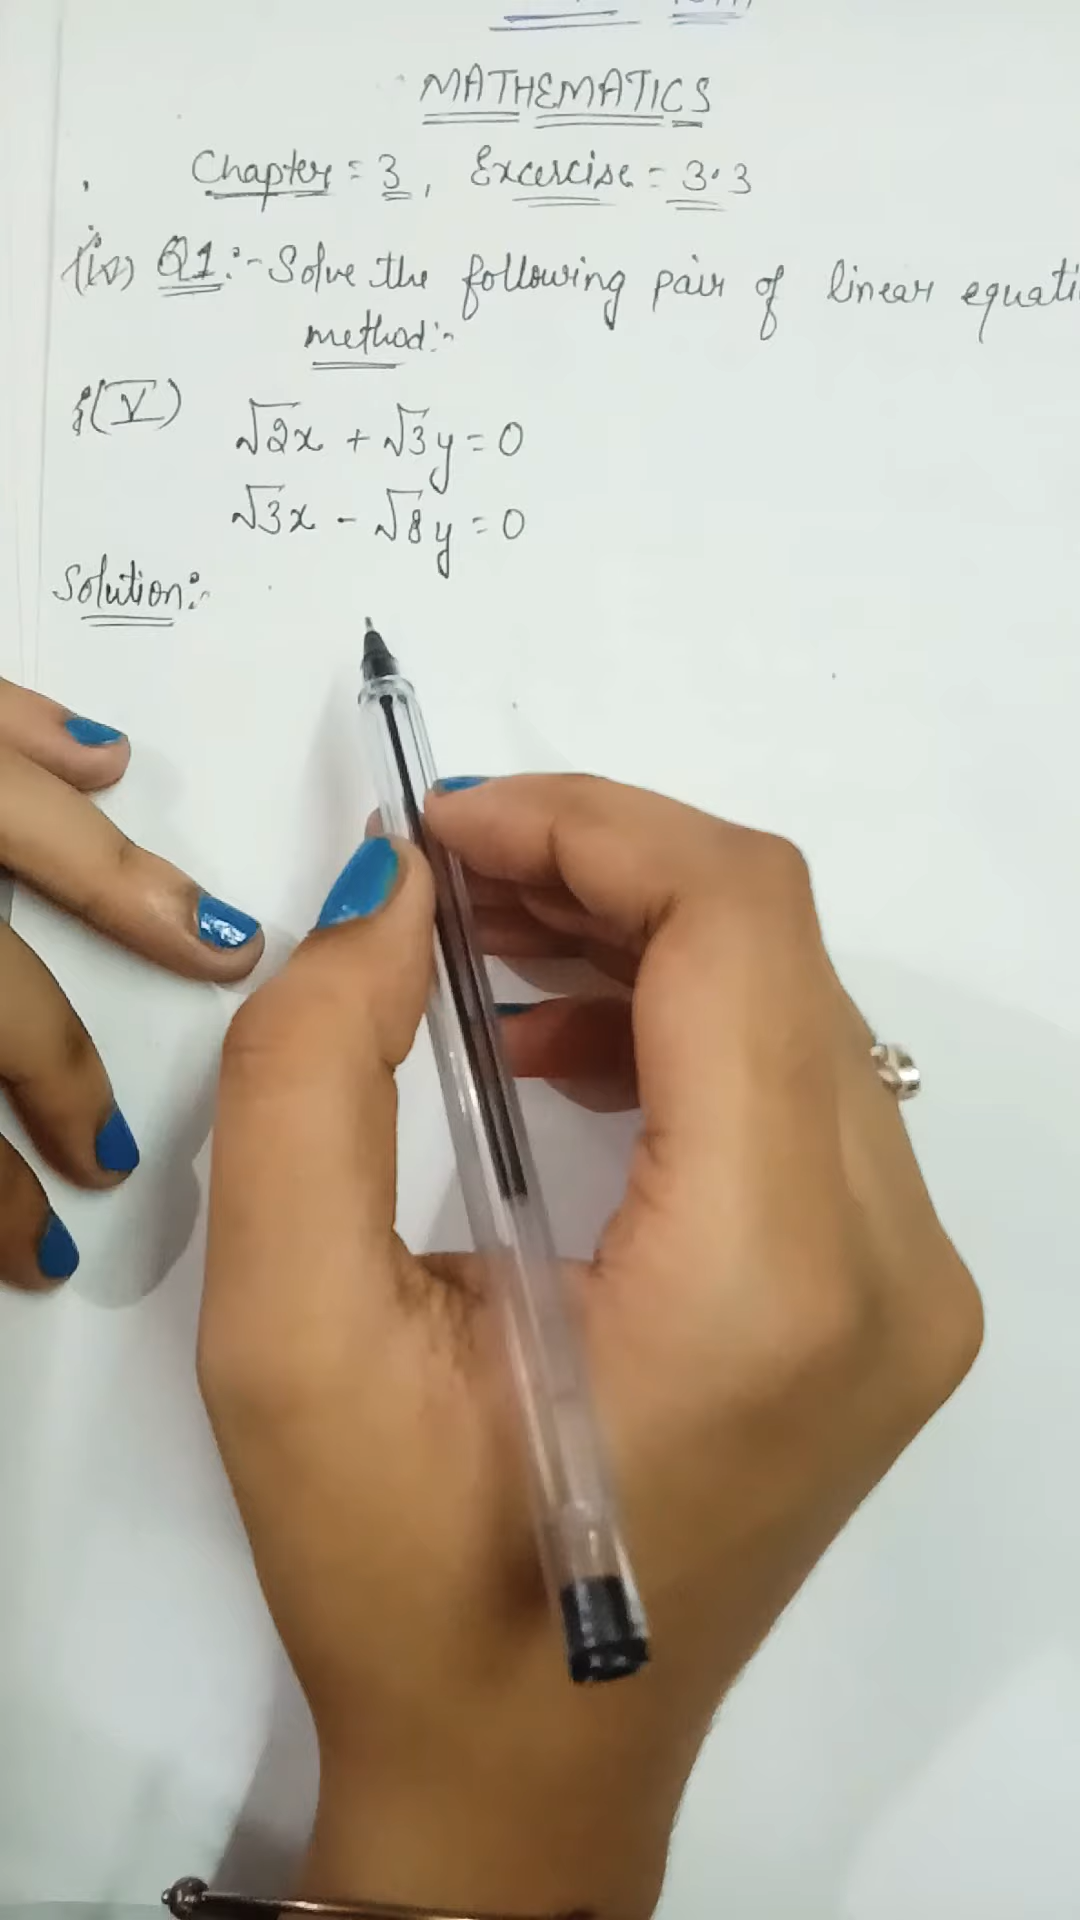 MATHEMATICS
Chapter = 3, Excercise = 3.3
(iv) Q1:- Solve the following pair of linear equati
method:-
(V) √2x + √3y = 0
√3x - √8y = 0
Solution:-